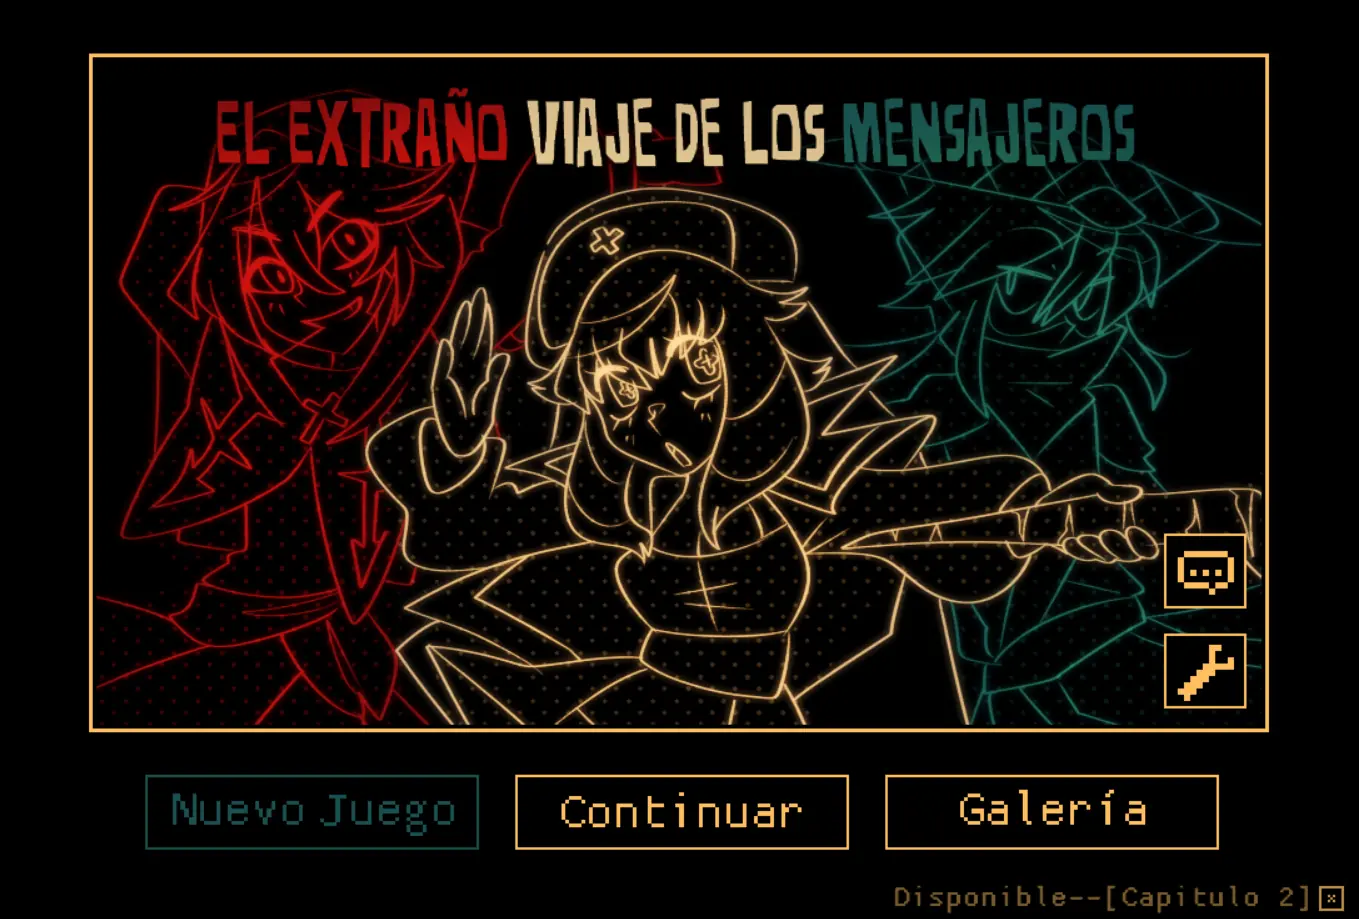 EL EXTRAÑO VIAJE DE LOS MENSAJEROS
Nuevo Juego
Continuar
Galería
Disponible--[Capitulo 2]